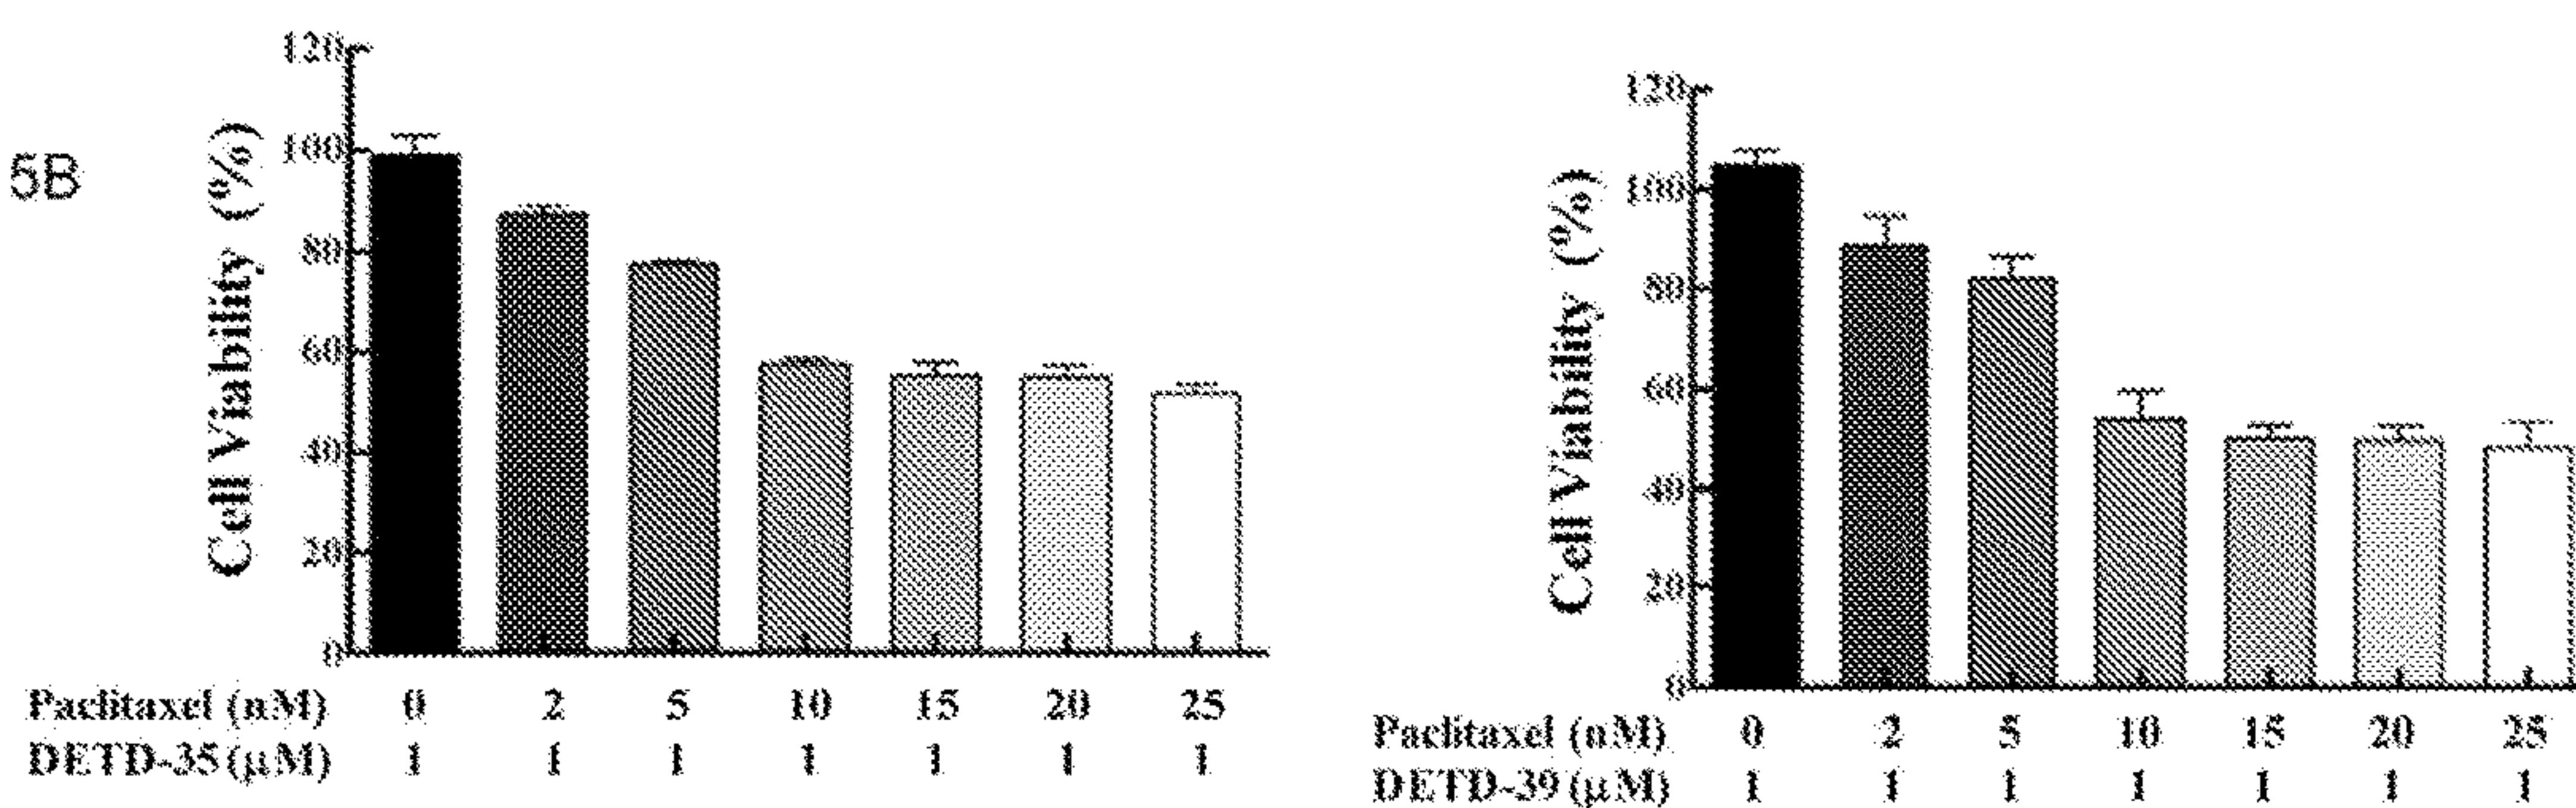 5B
Cell Viability (%)
120
100
80
60
40
20
0
Paclitaxel (nM) 0 2 5 10 15 20 25
DETD-35 (μM) 1 1 1 1 1 1 1
Cell Viability (%)
120
100
80
60
40
20
0
Paclitaxel (nM) 0 2 5 10 15 20 25
DETD-39 (μM) 1 1 1 1 1 1 1